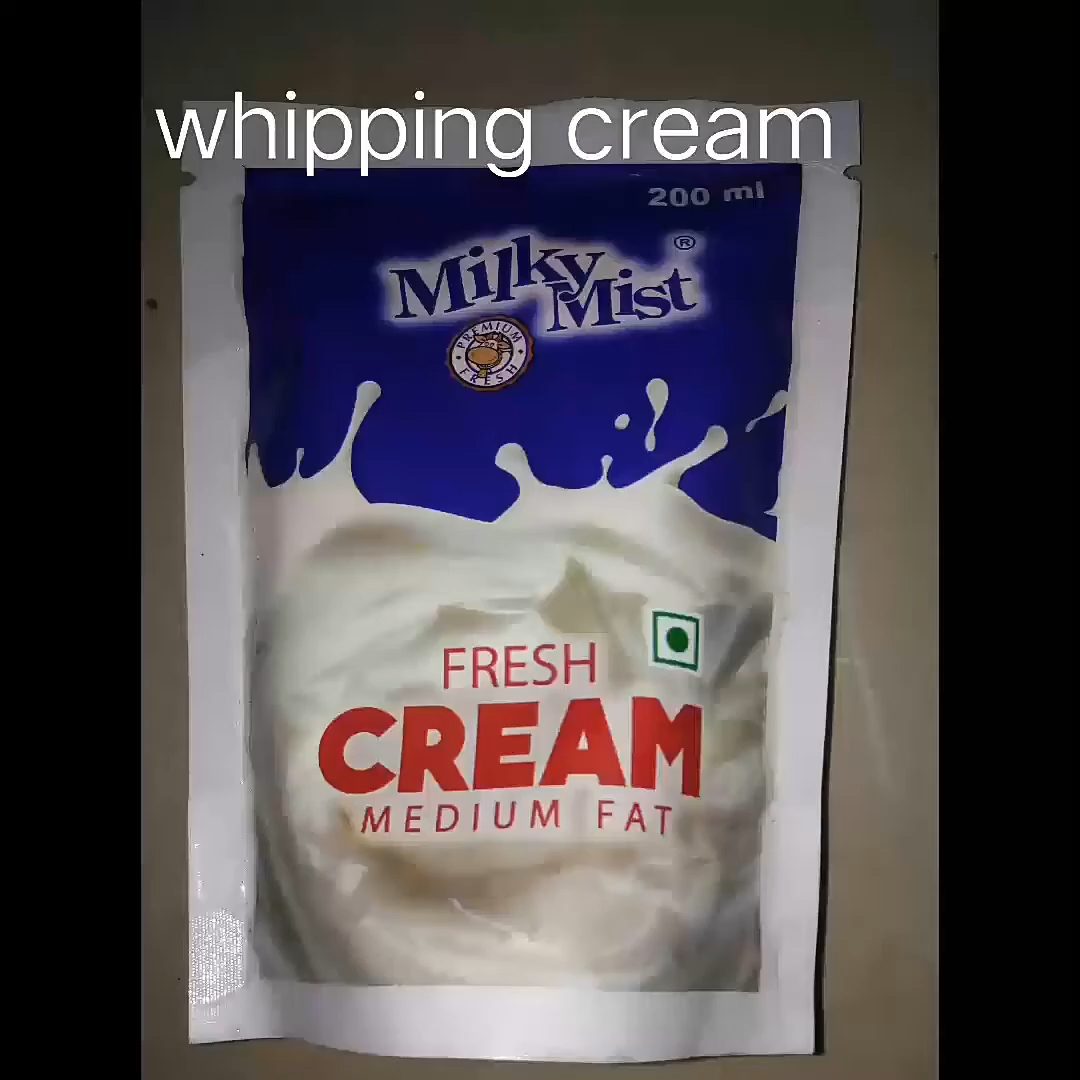 whipping cream
200 ml
Milky Mist ®
PREMIUM
FRESH
FRESH
CREAM
MEDIUM FAT